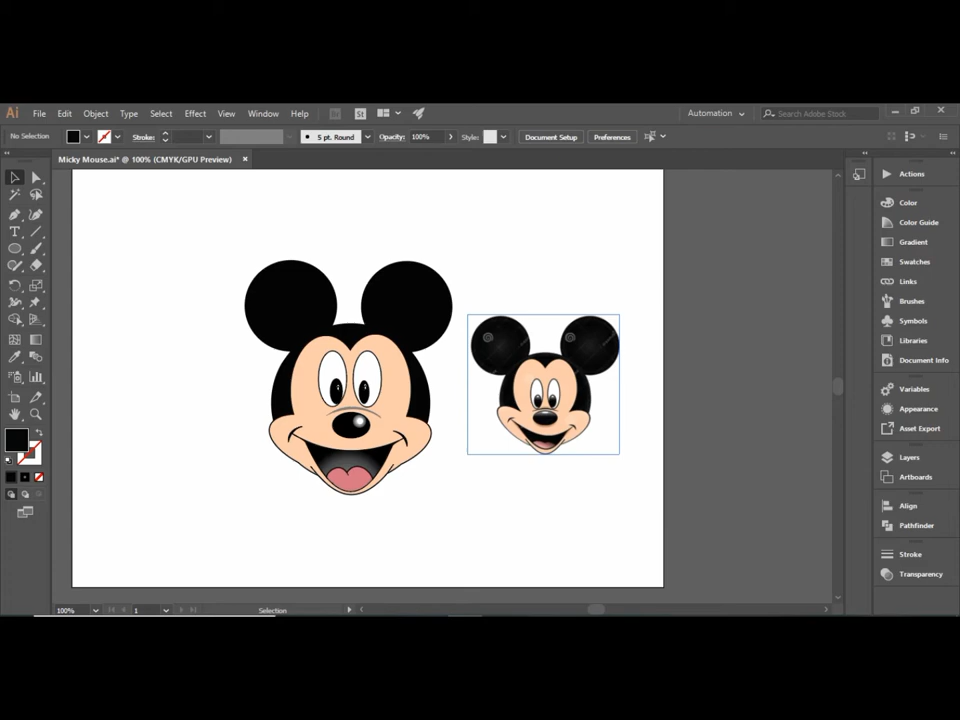 Ai File Edit Object Type Select Effect View Window Help Br St Automation Search Adobe Stock
No Selection Stroke: 5 pt. Round Opacity: 100% Style: Document Setup Preferences
Micky Mouse.ai* @ 100% (CMYK/GPU Preview)
Actions
Color
Color Guide
Gradient
Swatches
Links
Brushes
Symbols
Libraries
Document Info
Variables
Appearance
Asset Export
Layers
Artboards
Align
Pathfinder
Stroke
Transparency
100% 1 Selection